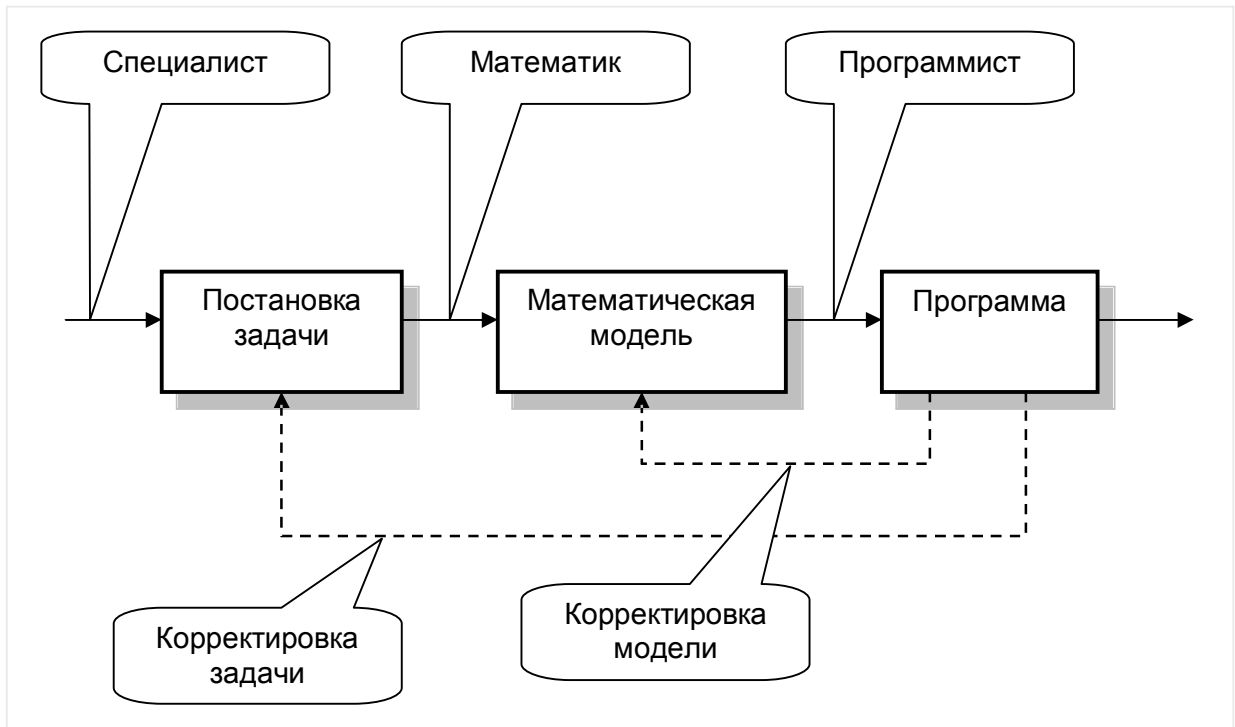 Специалист
Математик
Программист
Постановка
задачи
Математическая
модель
Программа
Корректировка
задачи
Корректировка
модели